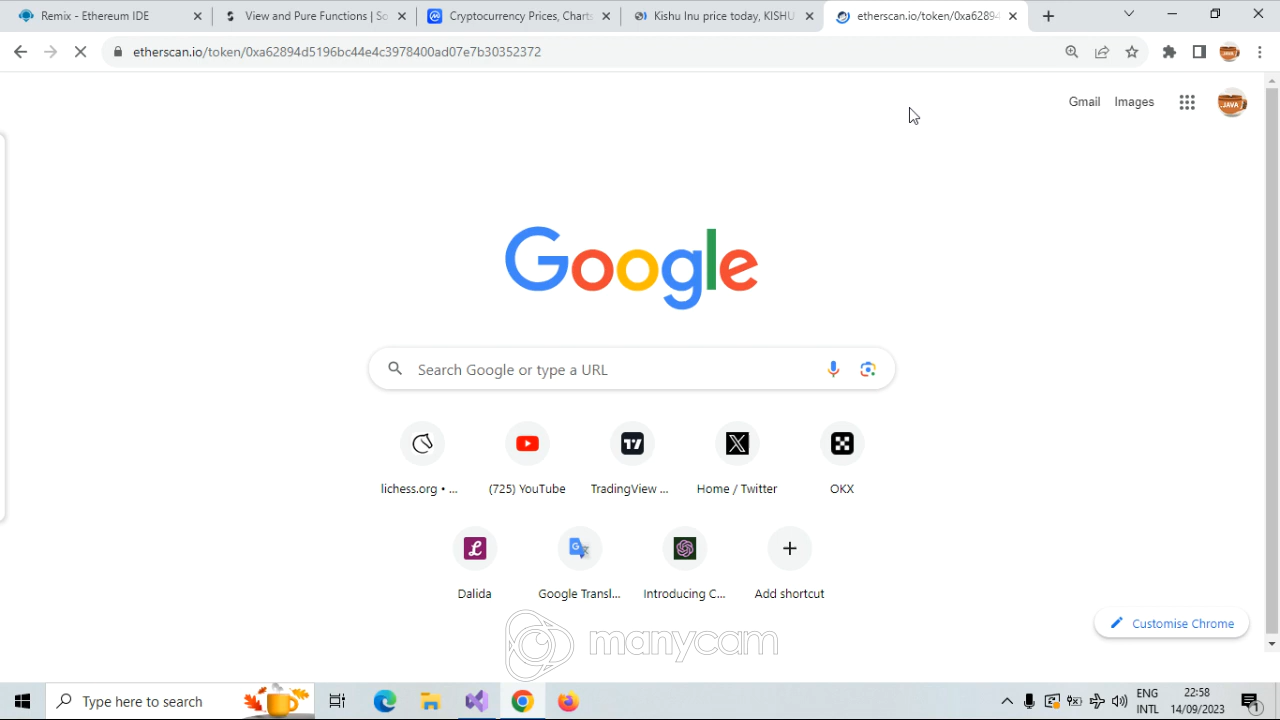 Remix - Ethereum IDE
View and Pure Functions | So
Cryptocurrency Prices, Charts
Kishu Inu price today, KISHU
etherscan.io/token/0xa62894
etherscan.io/token/0xa62894d5196bc44e4c3978400ad07e7b30352372
Gmail Images
JAVA
Google
Search Google or type a URL
lichess.org • ... (725) YouTube TradingView ... Home / Twitter OKX
Dalida Google Transl... Introducing C... Add shortcut
Customise Chrome
manycam
Type here to search
ENG 22:58
INTL 14/09/2023